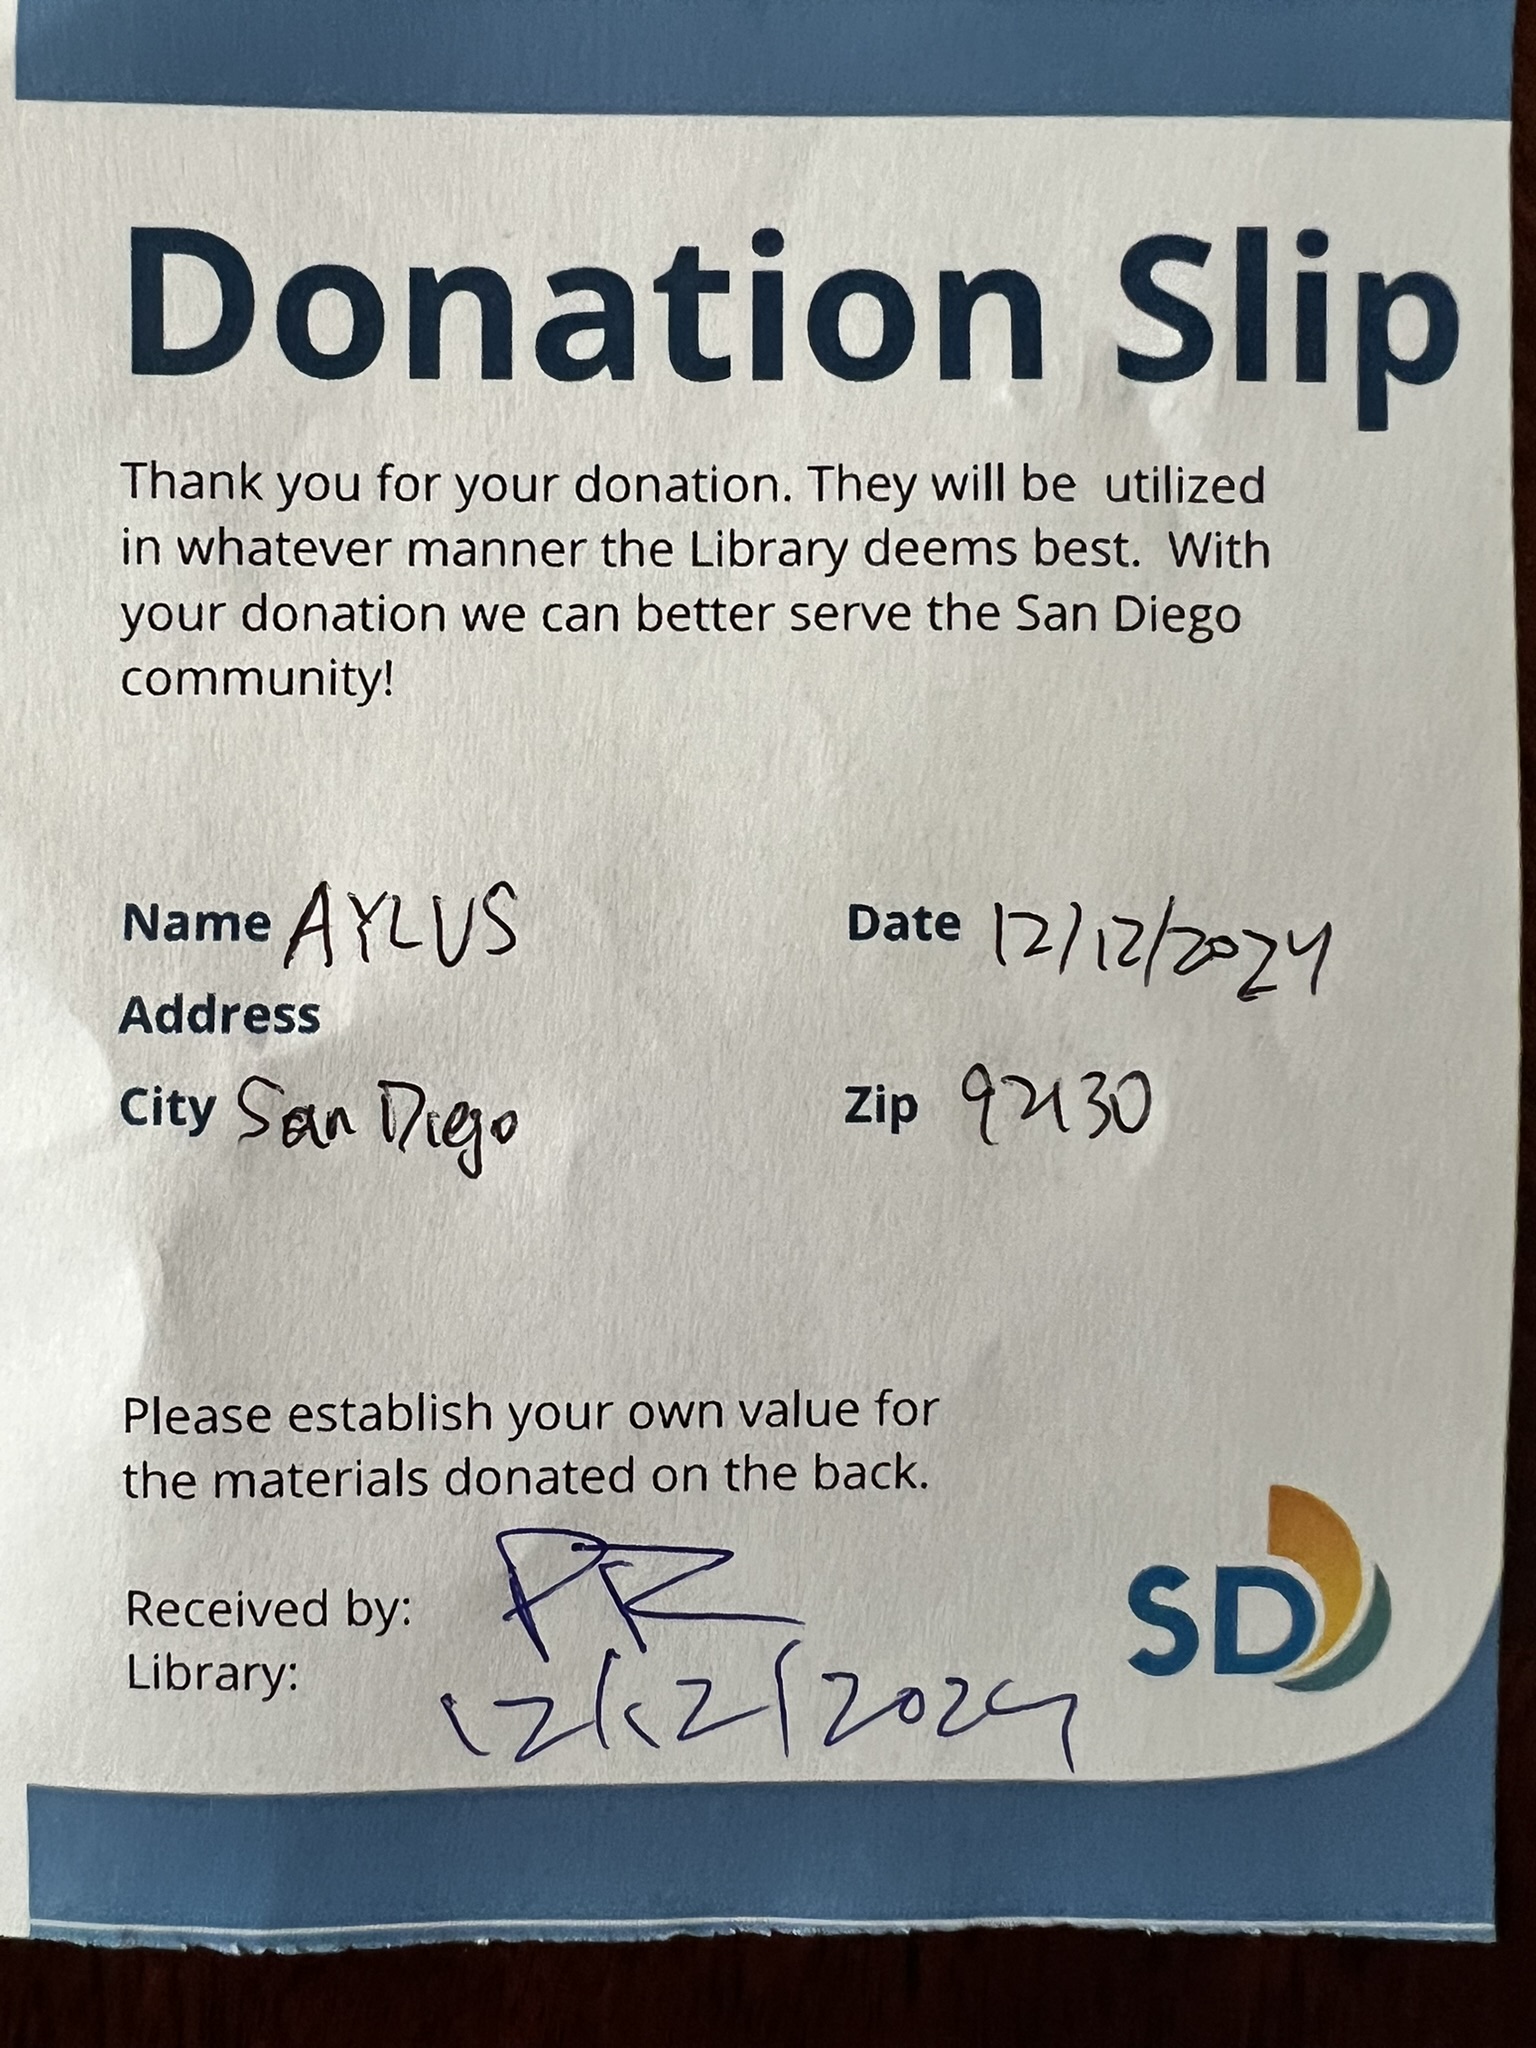 Donation Slip
Thank you for your donation. They will be utilized
in whatever manner the Library deems best. With
your donation we can better serve the San Diego
community!
Name AYLUS
Date 12/12/2024
Address
City San Diego
Zip 92130
Please establish your own value for
the materials donated on the back.
Received by: PR
Library:
12/12/2024
SD